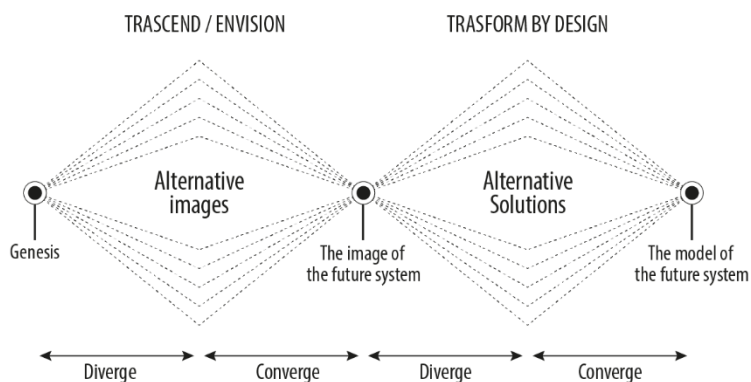 TRASCEND / ENVISION
TRASFORM BY DESIGN
Alternative
images
Alternative
Solutions
Genesis
The image of
the future system
The model of
the future system
Diverge
Converge
Diverge
Converge